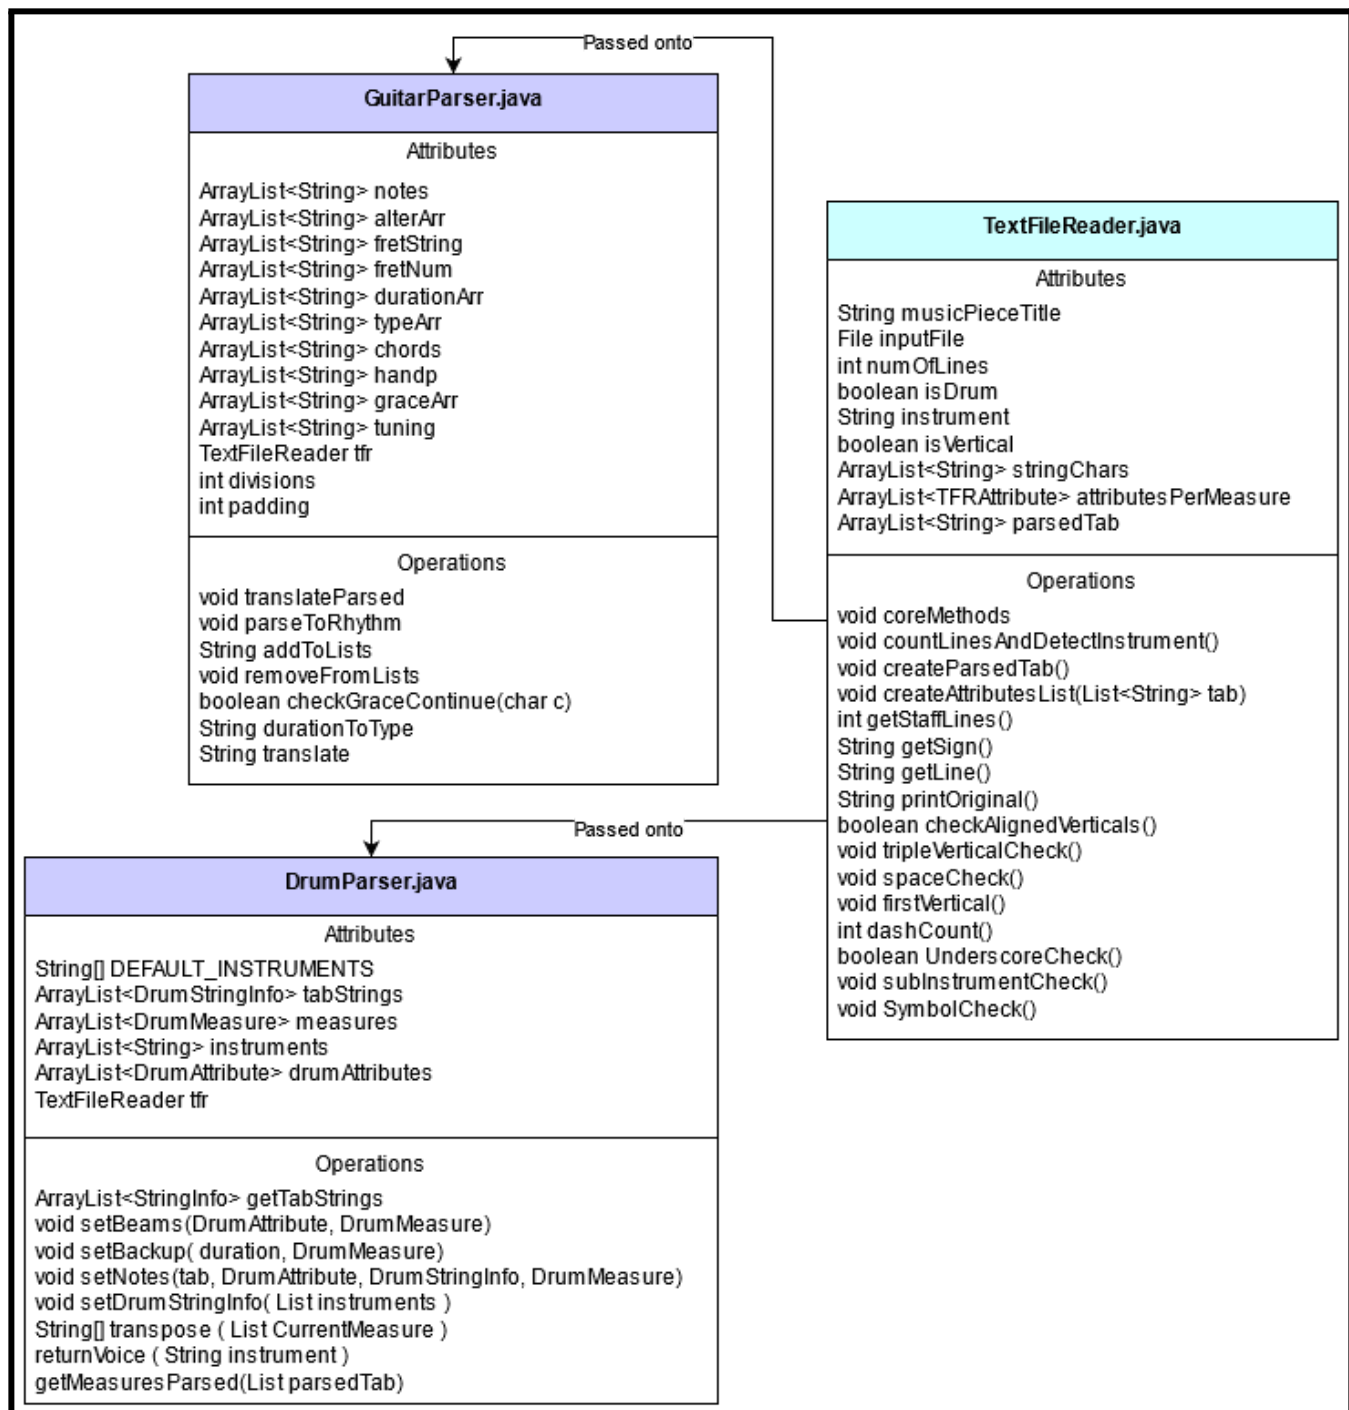 Passed onto
GuitarParser.java
Attributes
ArrayList<String> notes
ArrayList<String> alterArr
ArrayList<String> fretString
ArrayList<String> fretNum
ArrayList<String> durationArr
ArrayList<String> typeArr
ArrayList<String> chords
ArrayList<String> handp
ArrayList<String> graceArr
ArrayList<String> tuning
TextFileReader tfr
int divisions
int padding
Operations
void translateParsed
void parseToRhythm
String addToLists
void removeFromLists
boolean checkGraceContinue(char c)
String durationToType
String translate
TextFileReader.java
Attributes
String musicPieceTitle
File inputFile
int numOfLines
boolean isDrum
String instrument
boolean isVertical
ArrayList<String> stringChars
ArrayList<TFRAttribute> attributesPerMeasure
ArrayList<String> parsedTab
Operations
void coreMethods
void countLinesAndDetectInstrument()
void createParsedTab()
void createAttributesList(List<String> tab)
int getStaffLines()
String getSign()
String getLine()
String printOriginal()
boolean checkAlignedVerticals()
void tripleVerticalCheck()
void spaceCheck()
void firstVertical()
int dashCount()
boolean UnderscoreCheck()
void subInstrumentCheck()
void SymbolCheck()
Passed onto
DrumParser.java
Attributes
String[] DEFAULT_INSTRUMENTS
ArrayList<DrumStringInfo> tabStrings
ArrayList<DrumMeasure> measures
ArrayList<String> instruments
ArrayList<DrumAttribute> drumAttributes
TextFileReader tfr
Operations
ArrayList<StringInfo> getTabStrings
void setBeams(DrumAttribute, DrumMeasure)
void setBackup( duration, DrumMeasure)
void setNotes(tab, DrumAttribute, DrumStringInfo, DrumMeasure)
void setDrumStringInfo( List instruments )
String[] transpose ( List CurrentMeasure )
returnVoice ( String instrument )
getMeasuresParsed(List parsedTab)